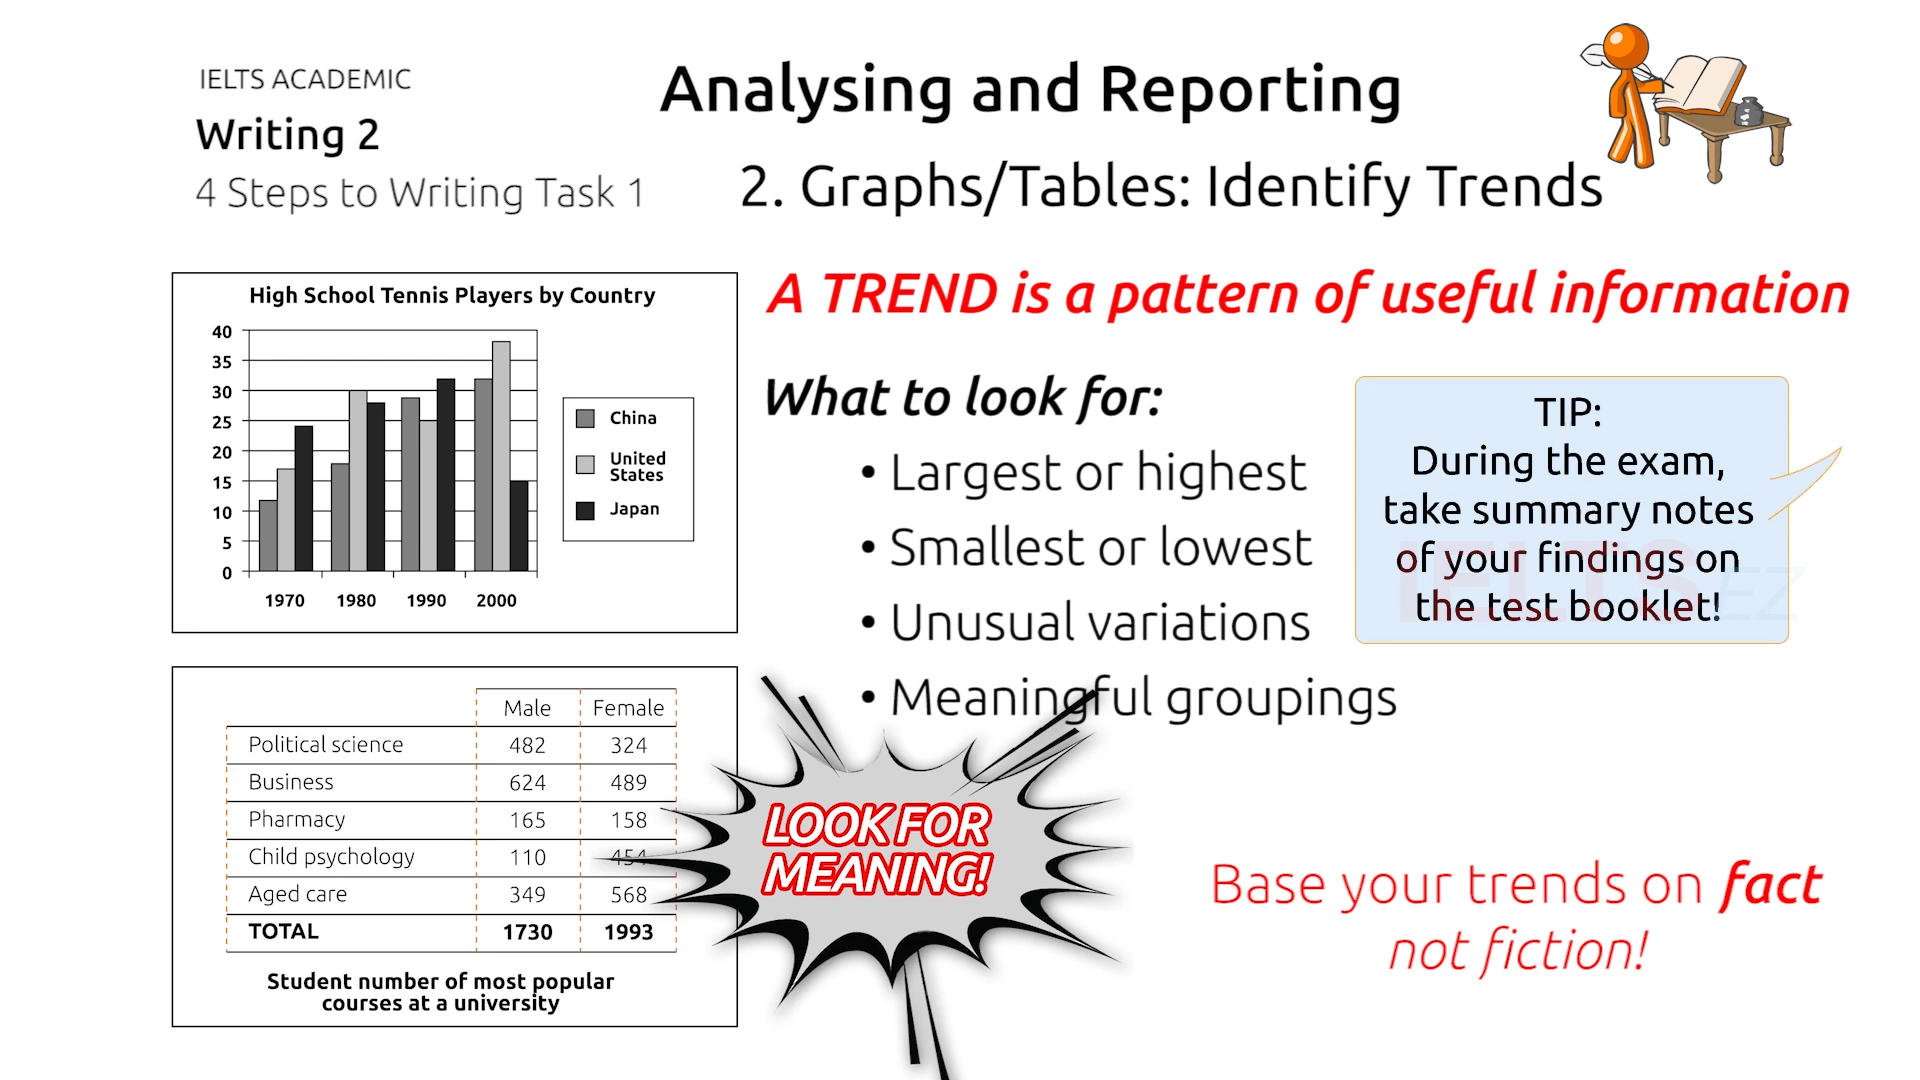 IELTS ACADEMIC
Writing 2
4 Steps to Writing Task 1
Analysing and Reporting
2. Graphs/Tables: Identify Trends
High School Tennis Players by Country
40
35
30
25
20
15
10
5
0
1970 1980 1990 2000
China
United
States
Japan
A TREND is a pattern of useful information
What to look for:
• Largest or highest
• Smallest or lowest
• Unusual variations
• Meaningful groupings
TIP:
During the exam,
take summary notes
of your findings on
the test booklet!
IELTS EZ
Male Female
Political science 482 324
Business 624 489
Pharmacy 165 158
Child psychology 110 454
Aged care 349 568
TOTAL 1730 1993
Student number of most popular
courses at a university
LOOK FOR
MEANING!
Base your trends on fact
not fiction!